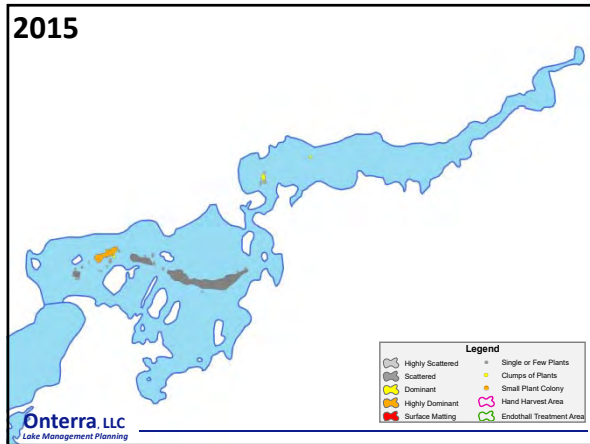 2015
Legend
Highly Scattered
Scattered
Dominant
Highly Dominant
Surface Matting
Single or Few Plants
Clumps of Plants
Small Plant Colony
Hand Harvest Area
Endothall Treatment Area
Onterra, LLC
Lake Management Planning